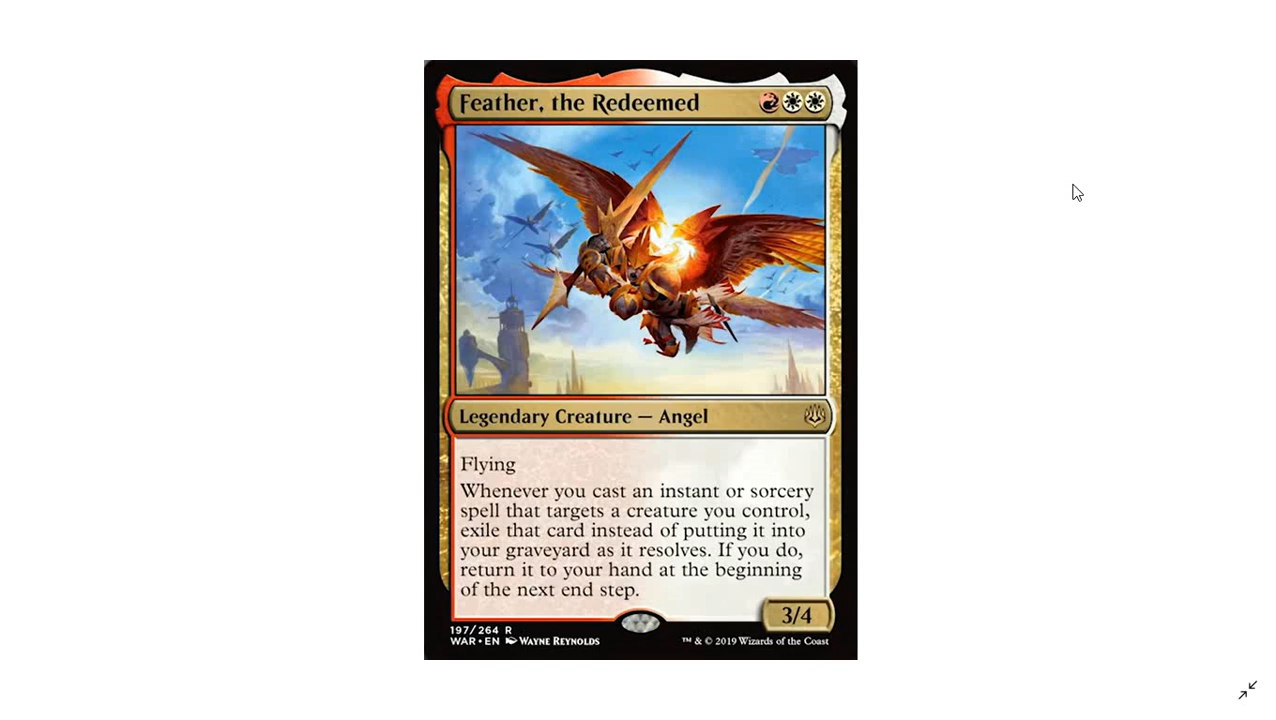 Feather, the Redeemed
Legendary Creature — Angel
Flying
Whenever you cast an instant or sorcery
spell that targets a creature you control,
exile that card instead of putting it into
your graveyard as it resolves. If you do,
return it to your hand at the beginning
of the next end step.
3/4
197/264 R
WAR • EN Wayne Reynolds
™ & © 2019 Wizards of the Coast